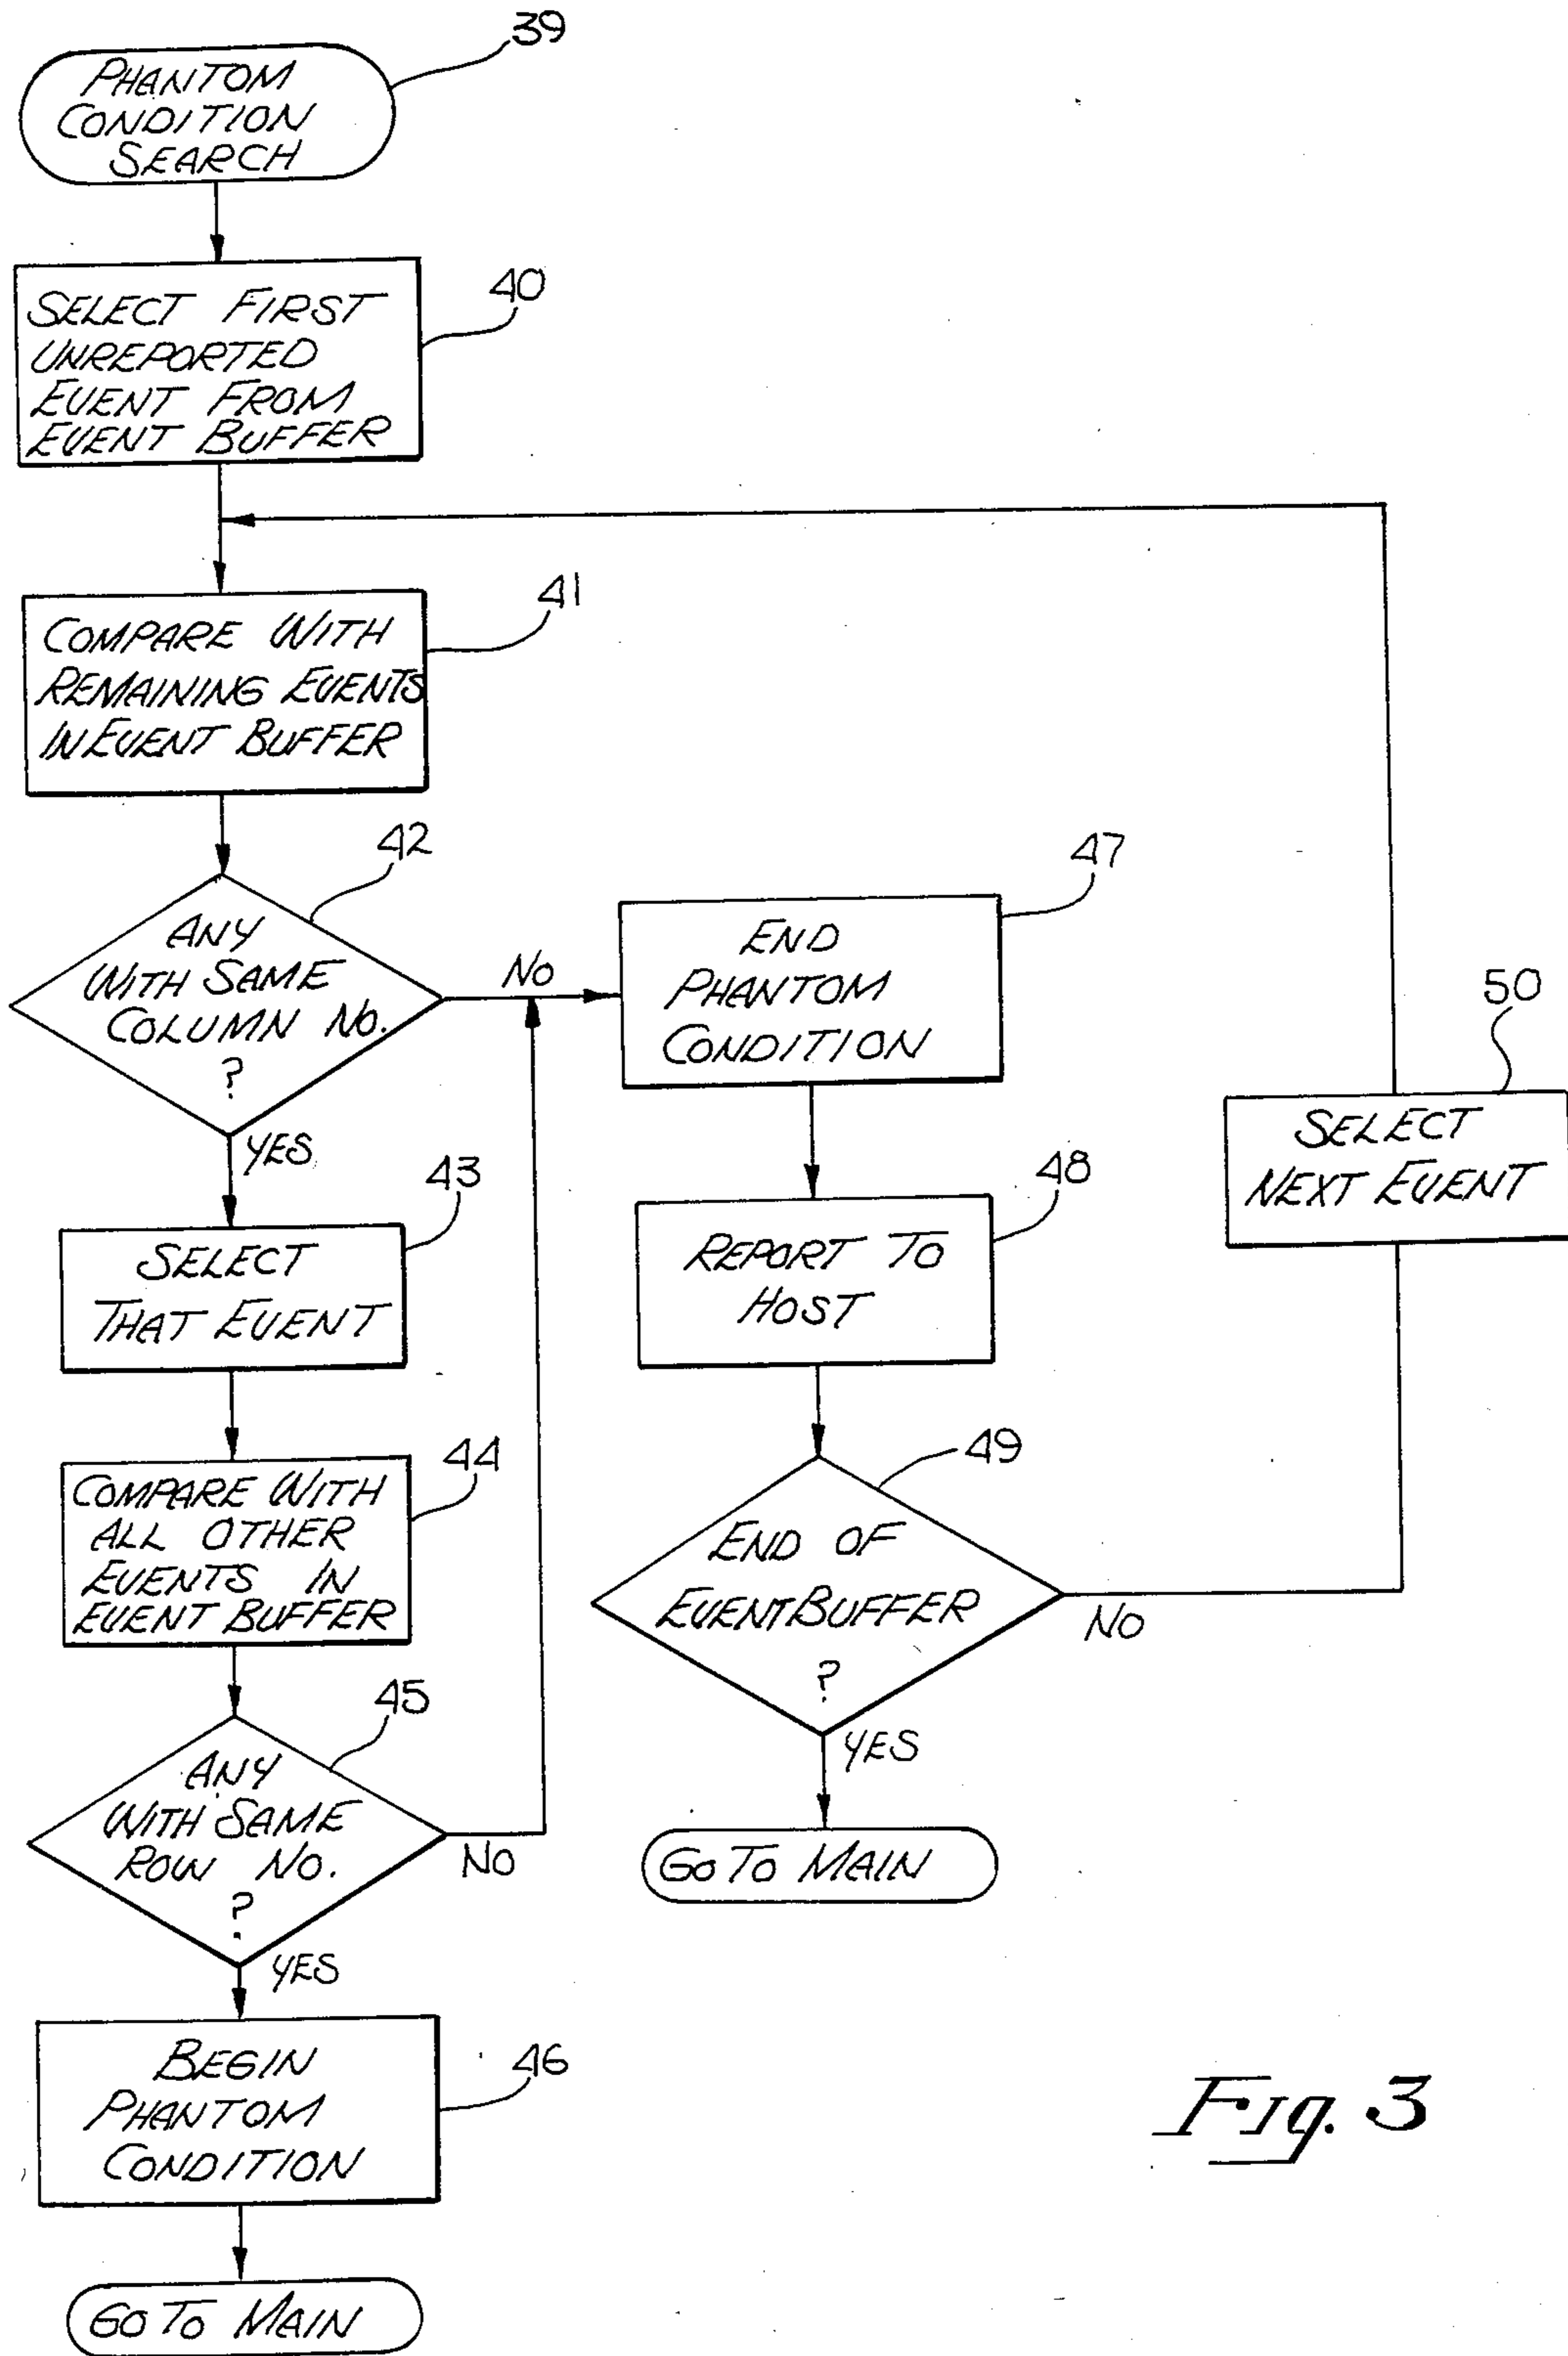 39
PHANTOM
CONDITION
SEARCH
40
SELECT FIRST
UNREPORTED
EVENT FROM
EVENT BUFFER
41
COMPARE WITH
REMAINING EVENTS
IN EVENT BUFFER
42
ANY
WITH SAME
COLUMN NO.
?
NO
YES
43
SELECT
THAT EVENT
44
COMPARE WITH
ALL OTHER
EVENTS IN
EVENT BUFFER
45
ANY
WITH SAME
ROW NO.
?
NO
YES
46
BEGIN
PHANTOM
CONDITION
GO TO MAIN
47
END
PHANTOM
CONDITION
48
REPORT TO
HOST
49
END OF
EVENT BUFFER
?
NO
YES
GO TO MAIN
50
SELECT
NEXT EVENT
Fig. 3